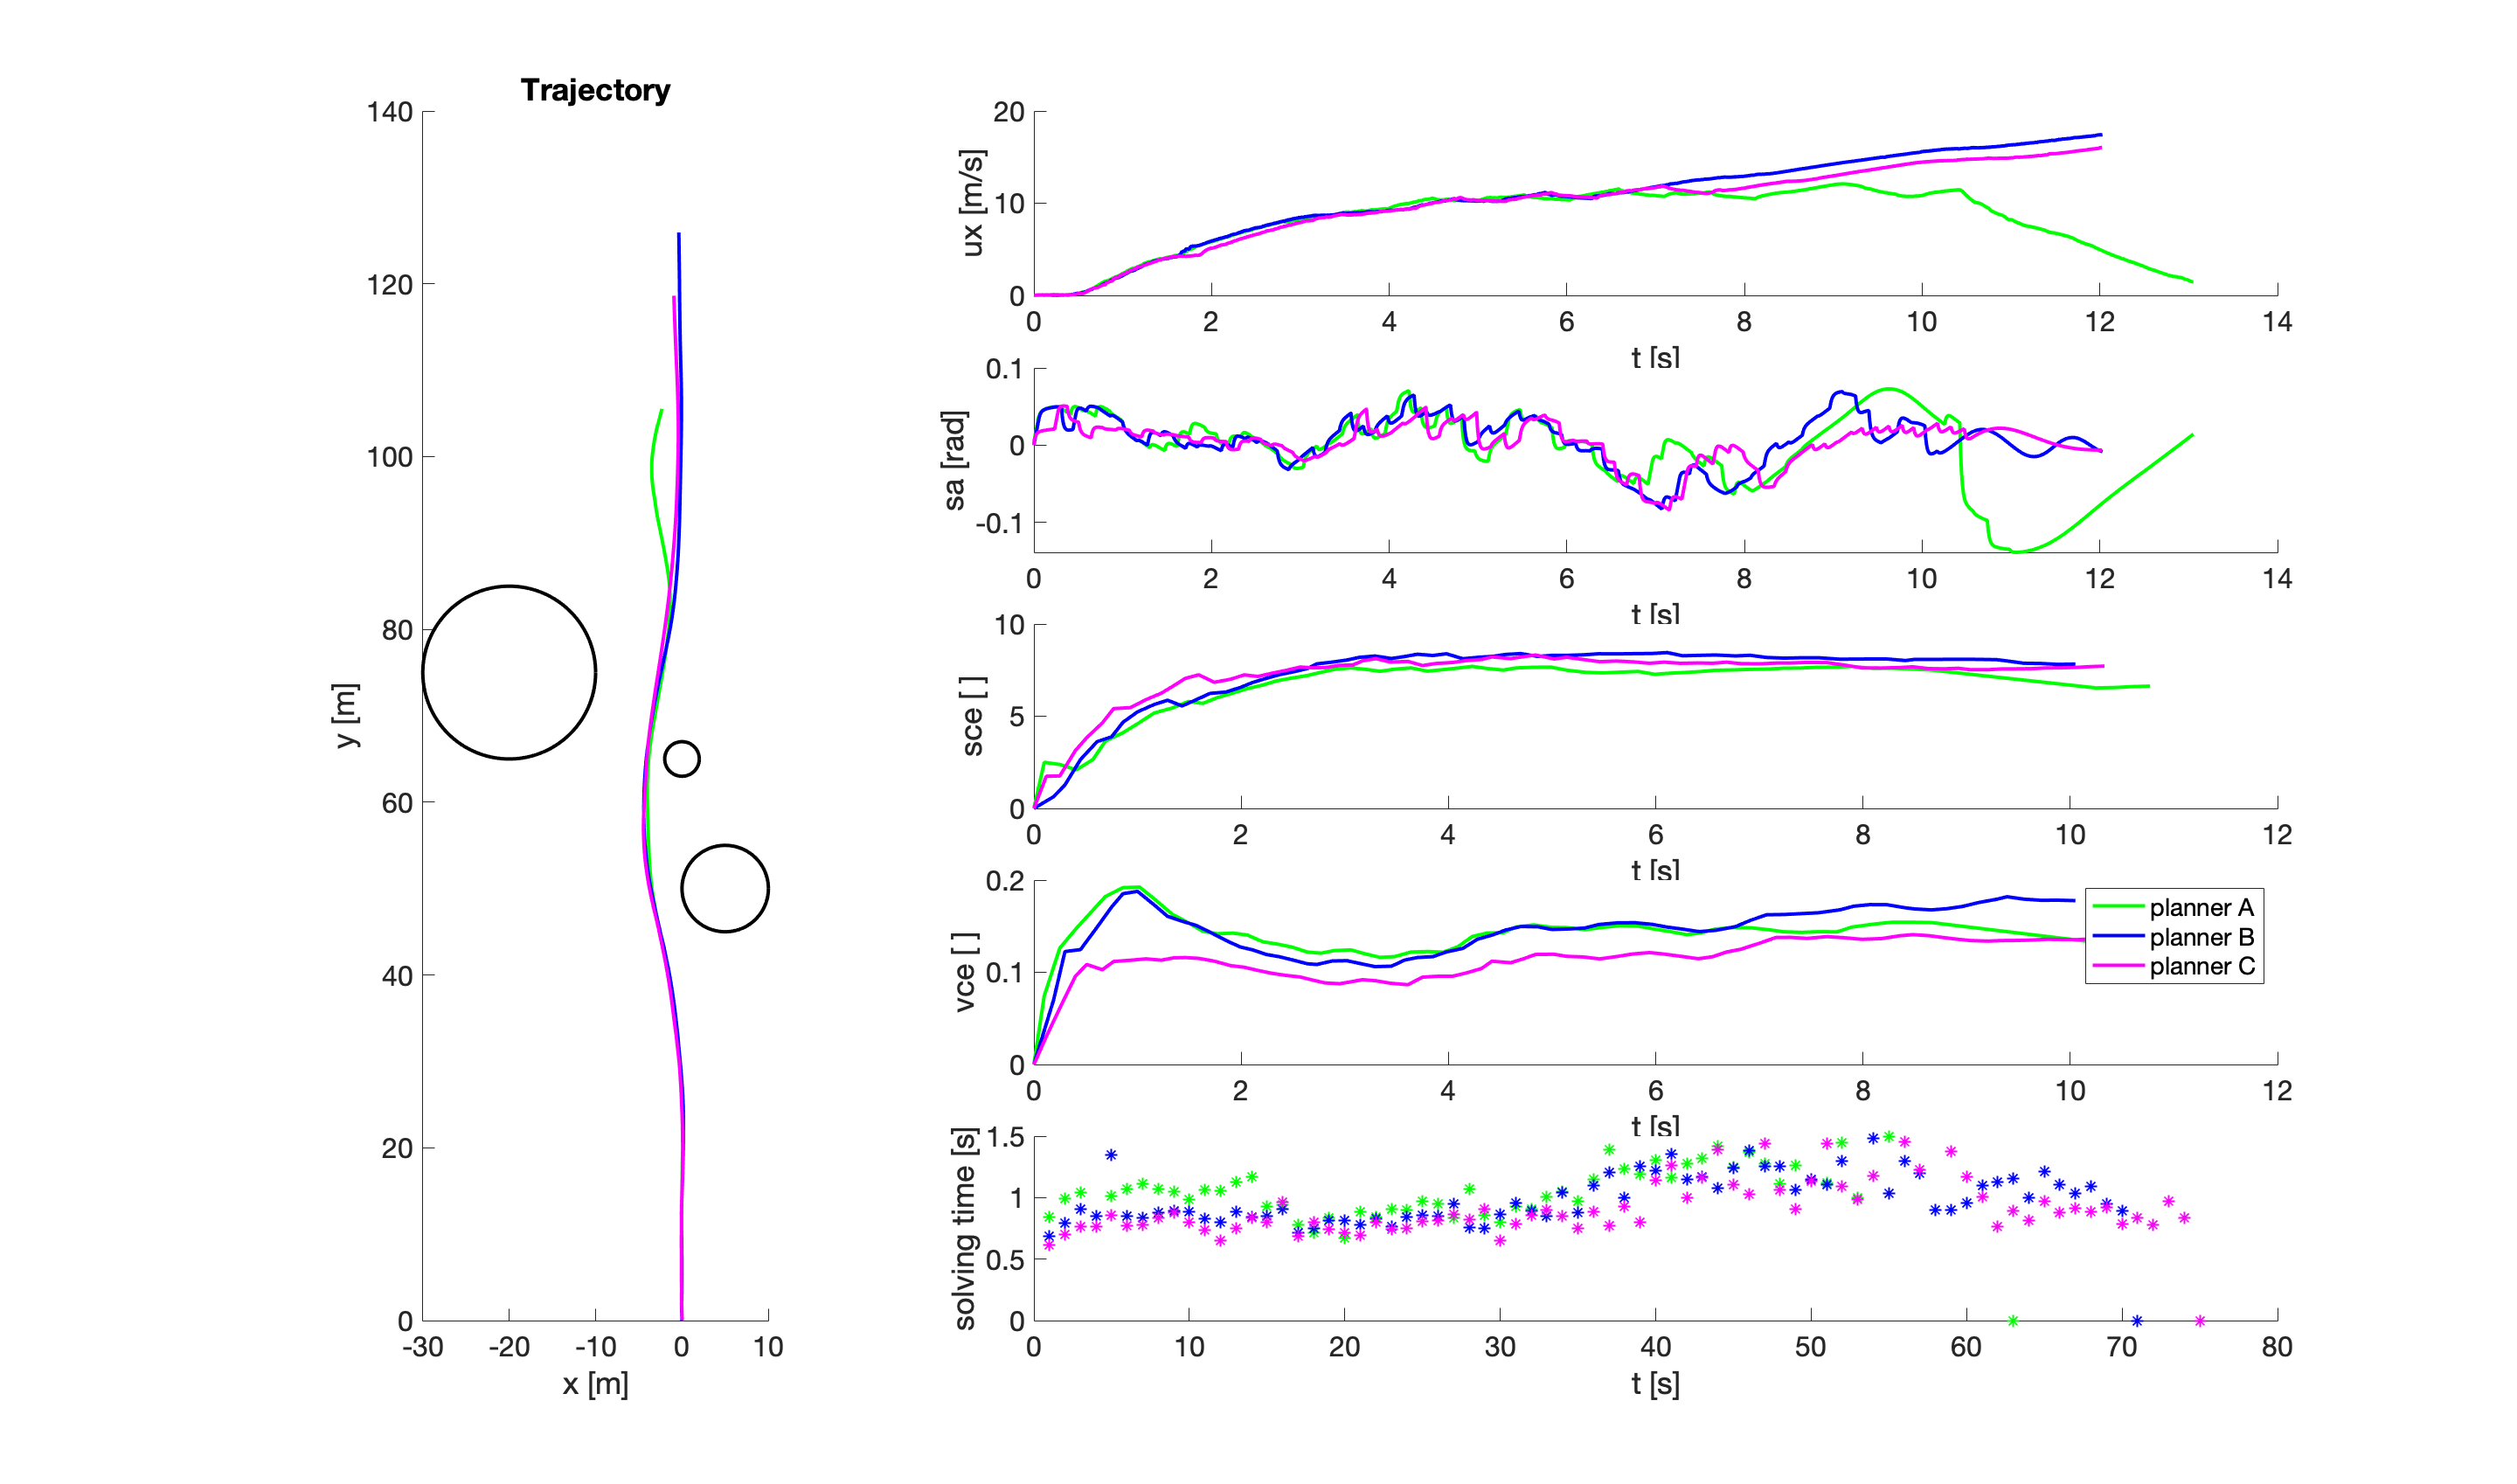 Trajectory
140
120
100
80
60
40
20
0
y [m]
-30 -20 -10 0 10
x [m]
20
10
0
ux [m/s]
0 2 4 6 8 10 12 14
t [s]
0.1
0
-0.1
sa [rad]
0 2 4 6 8 10 12 14
t [s]
10
5
0
sce [ ]
0 2 4 6 8 10 12
t [s]
0.2
0.1
0
vce [ ]
planner A
planner B
planner C
0 2 4 6 8 10 12
t [s]
1.5
1
0.5
0
solving time [s]
0 10 20 30 40 50 60 70 80
t [s]